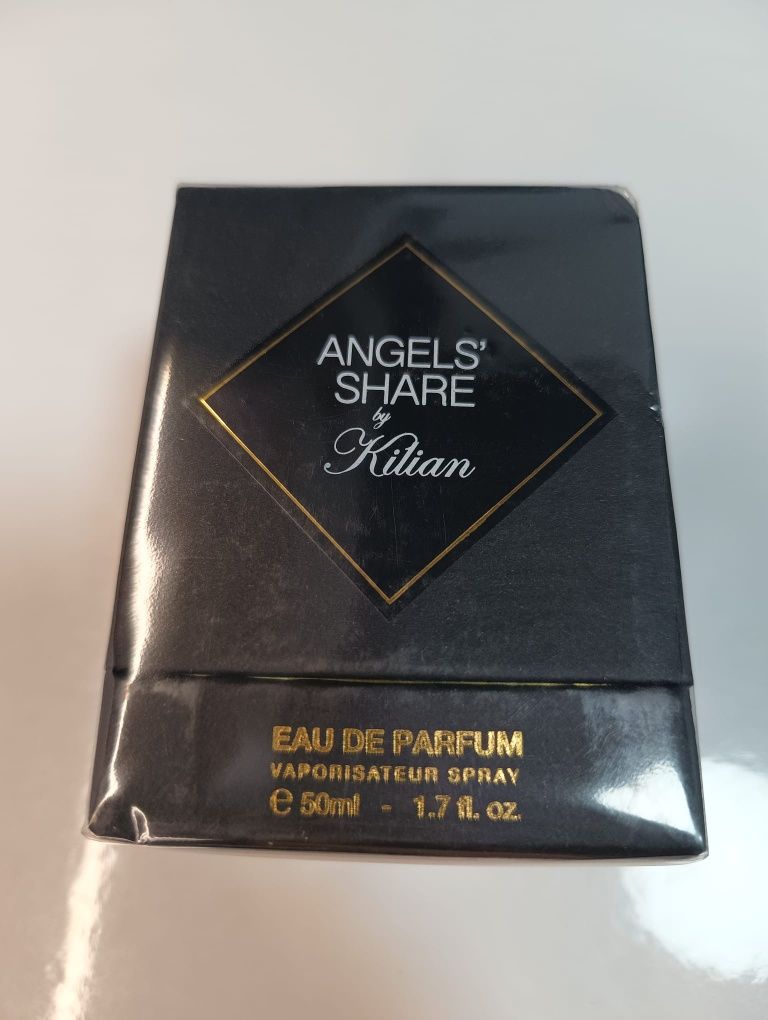 ANGELS'
SHARE
by
Kilian
EAU DE PARFUM
VAPORISATEUR SPRAY
e 50ml - 1.7 fl. oz.